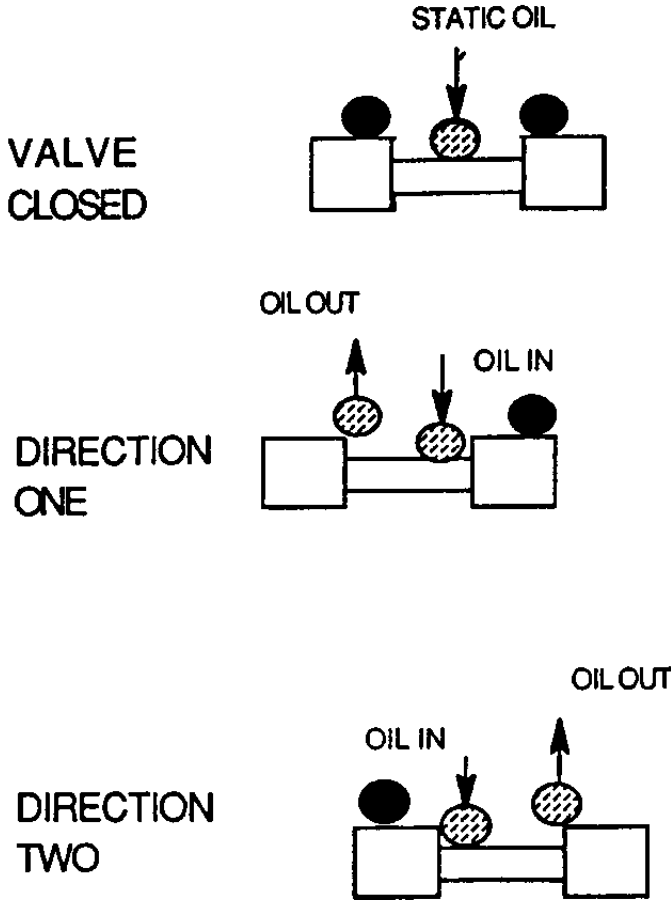 STATIC OIL
VALVE
CLOSED
OIL OUT
OIL IN
DIRECTION
ONE
OIL OUT
OIL IN
DIRECTION
TWO